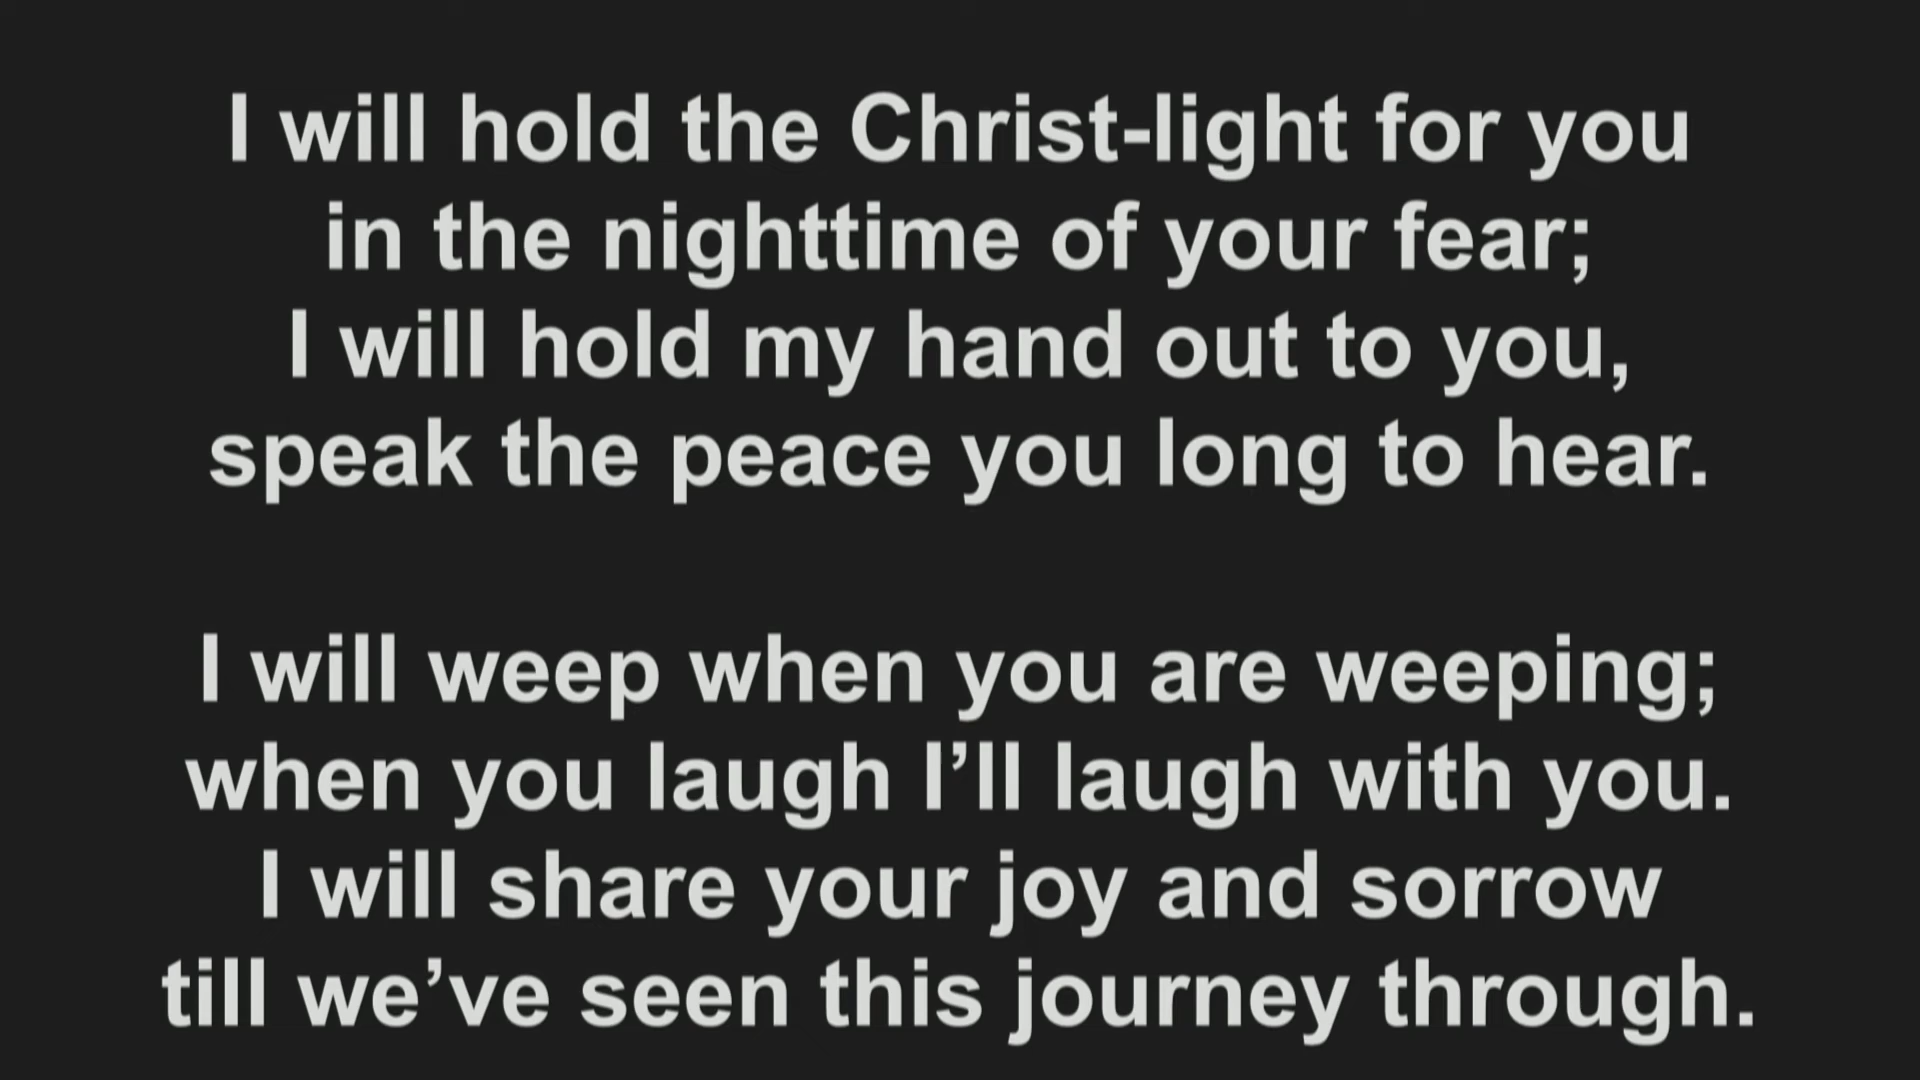 I will hold the Christ-light for you
in the nighttime of your fear;
I will hold my hand out to you,
speak the peace you long to hear.
I will weep when you are weeping;
when you laugh I’ll laugh with you.
I will share your joy and sorrow
till we’ve seen this journey through.